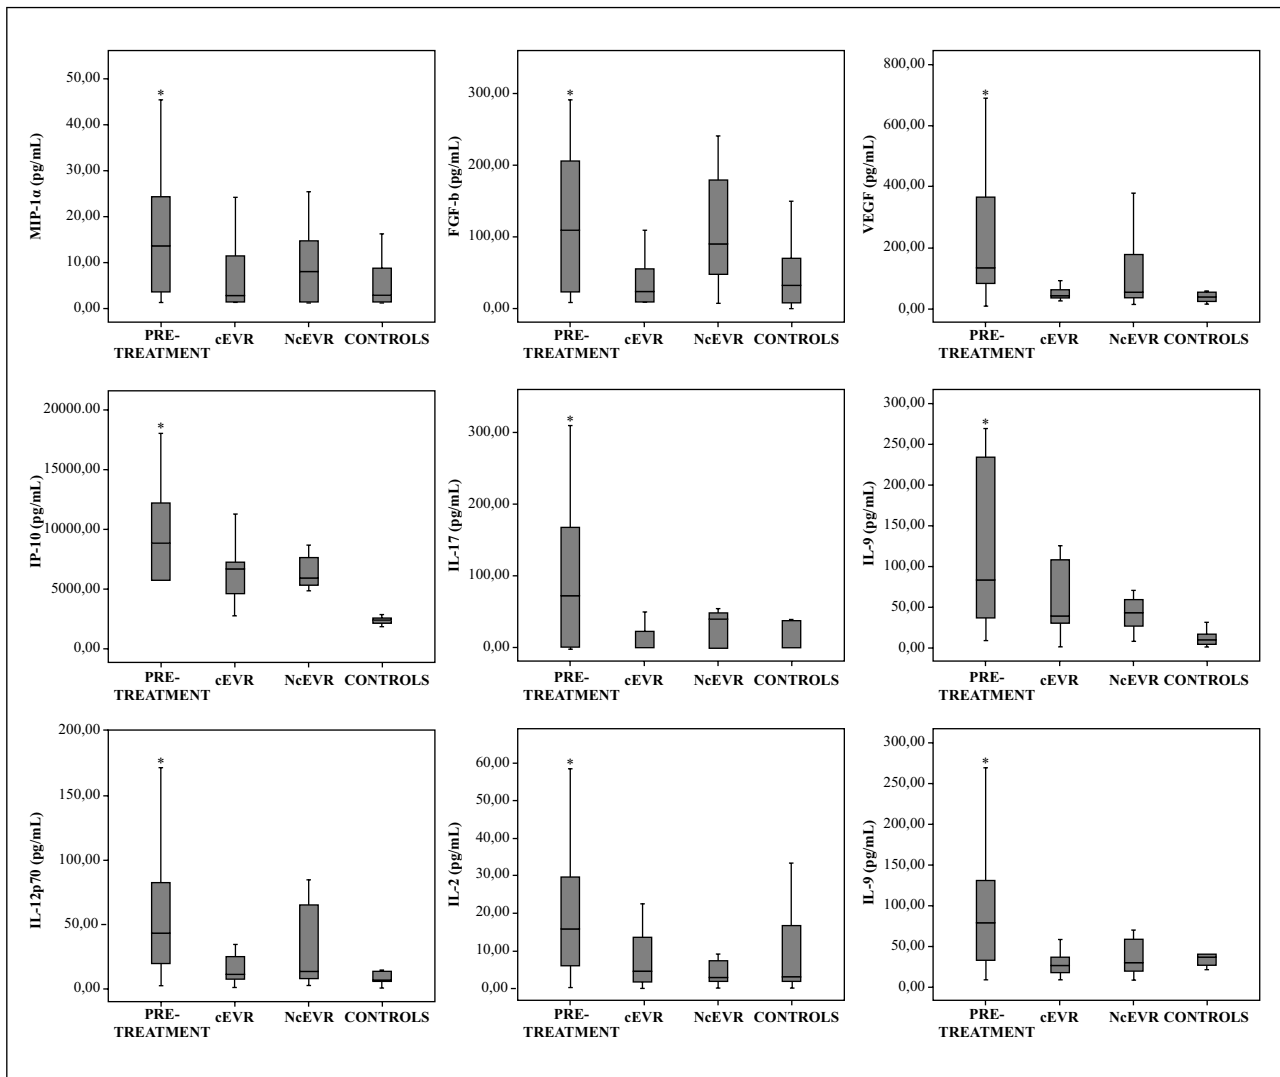 MIP-1α (pg/mL)
50,00
40,00
30,00
20,00
10,00
0,00
*
PRE-
TREATMENT
cEVR
NcEVR
CONTROLS
FGF-b (pg/mL)
300,00
200,00
100,00
0,00
*
PRE-
TREATMENT
cEVR
NcEVR
CONTROLS
VEGF (pg/mL)
800,00
600,00
400,00
200,00
0,00
*
PRE-
TREATMENT
cEVR
NcEVR
CONTROLS
IP-10 (pg/mL)
20000.00
15000,00
10000,00
5000,00
0,00
*
PRE-
TREATMENT
cEVR
NcEVR
CONTROLS
IL-17 (pg/mL)
300,00
200,00
100,00
0,00
*
PRE-
TREATMENT
cEVR
NcEVR
CONTROLS
IL-9 (pg/mL)
300,00
250,00
200,00
150,00
100,00
50,00
0,00
*
PRE-
TREATMENT
cEVR
NcEVR
CONTROLS
IL-12p70 (pg/mL)
200,00
150,00
100,00
50,00
0,00
*
PRE-
TREATMENT
cEVR
NcEVR
CONTROLS
IL-2 (pg/mL)
60,00
50,00
40,00
30,00
20,00
10,00
0,00
*
PRE-
TREATMENT
cEVR
NcEVR
CONTROLS
IL-9 (pg/mL)
300,00
250,00
200,00
150,00
100,00
50,00
0,00
*
PRE-
TREATMENT
cEVR
NcEVR
CONTROLS